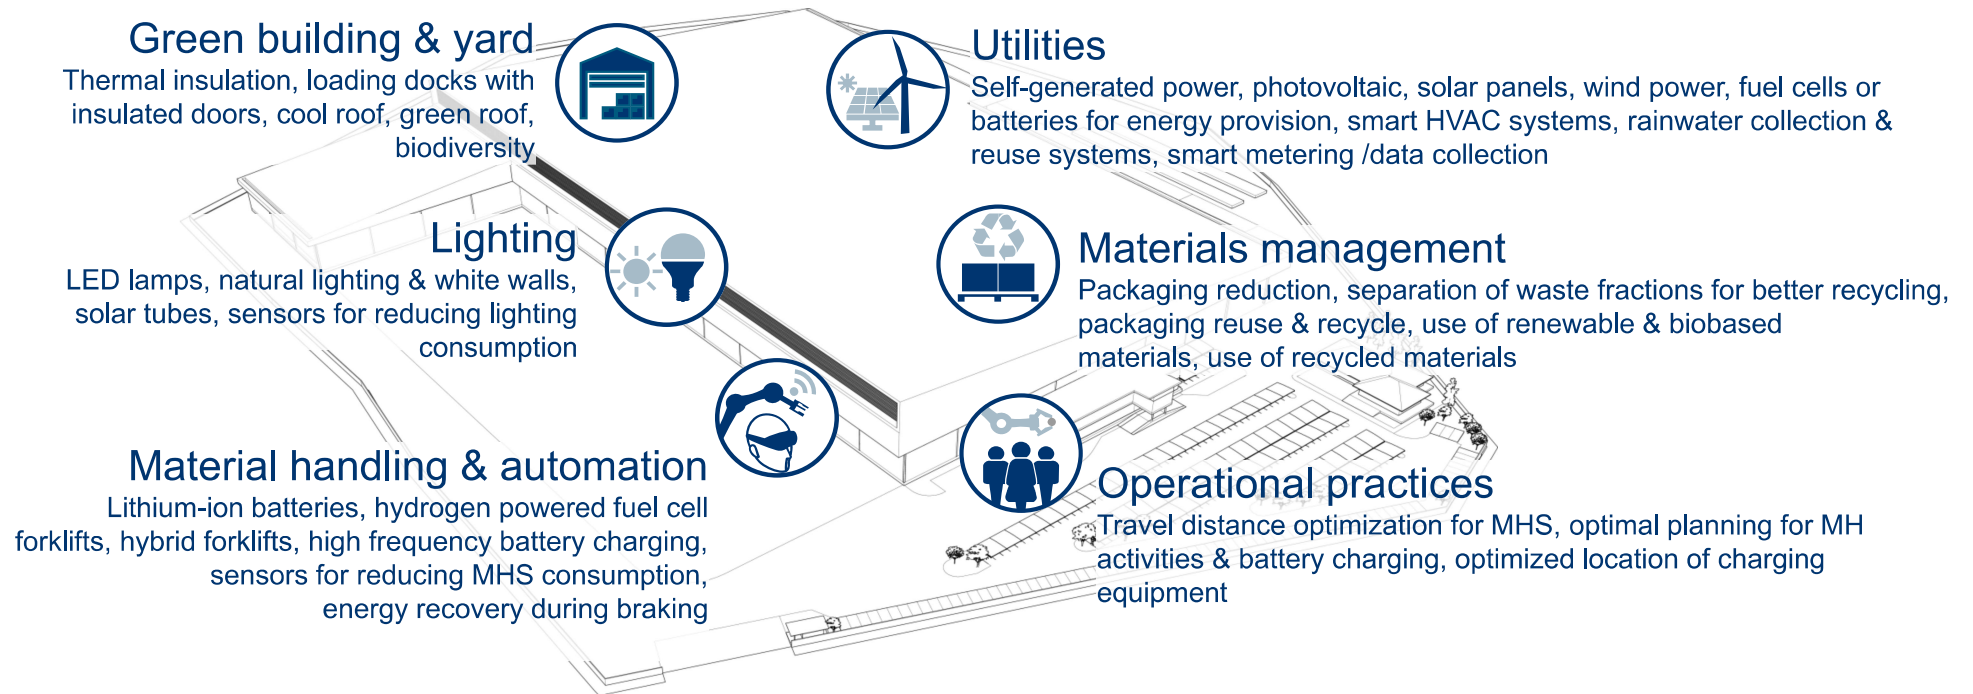 Green building & yard
Thermal insulation, loading docks with
insulated doors, cool roof, green roof,
biodiversity
Utilities
Self-generated power, photovoltaic, solar panels, wind power, fuel cells or
batteries for energy provision, smart HVAC systems, rainwater collection &
reuse systems, smart metering /data collection
Lighting
LED lamps, natural lighting & white walls,
solar tubes, sensors for reducing lighting
consumption
Materials management
Packaging reduction, separation of waste fractions for better recycling,
packaging reuse & recycle, use of renewable & biobased
materials, use of recycled materials
Material handling & automation
Lithium-ion batteries, hydrogen powered fuel cell
forklifts, hybrid forklifts, high frequency battery charging,
sensors for reducing MHS consumption,
energy recovery during braking
Operational practices
Travel distance optimization for MHS, optimal planning for MH
activities & battery charging, optimized location of charging
equipment